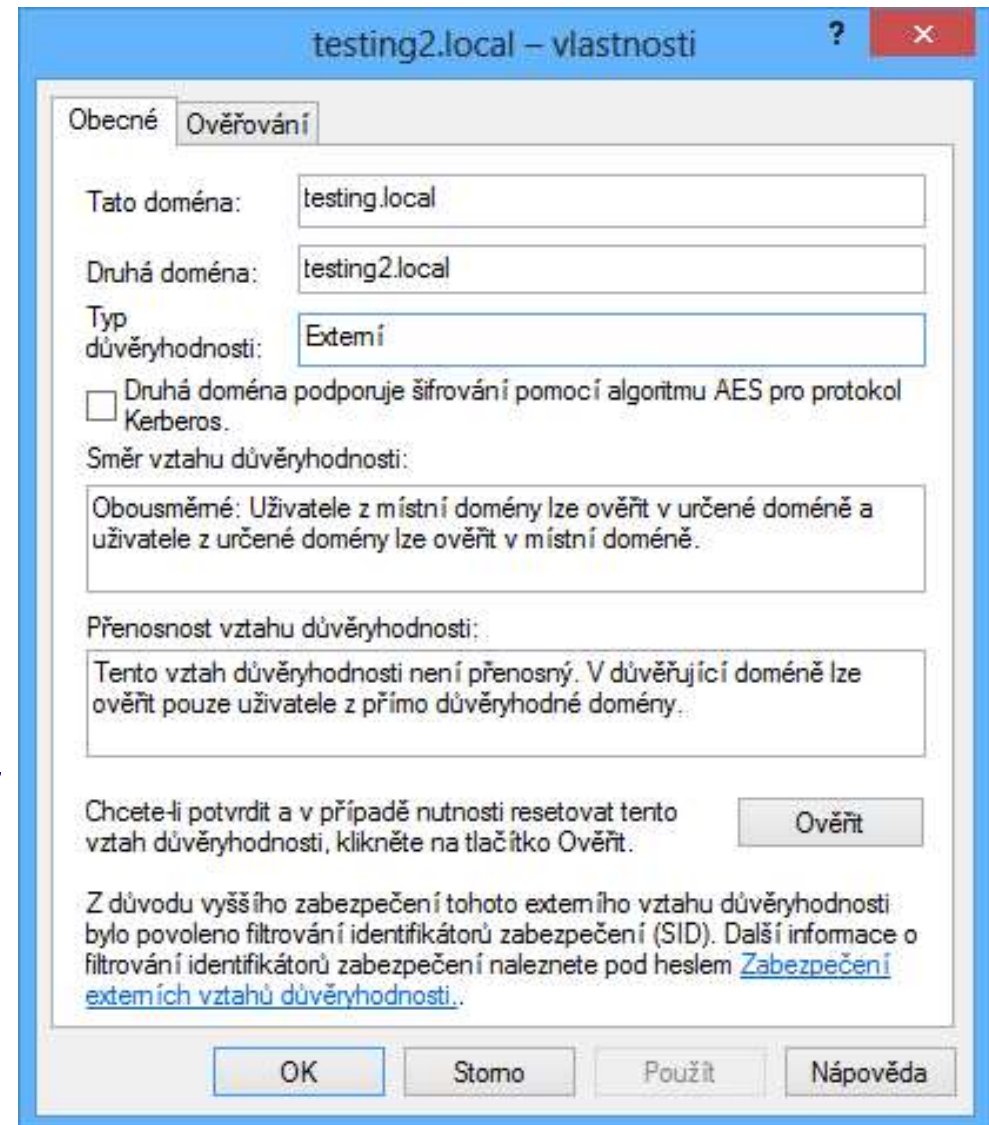 testing2.local – vlastnosti
?
Obecné
Ověřování
Tato doména:
testing.local
Druhá doména:
testing2.local
Typ
důvěryhodnosti:
Externí
Druhá doména podporuje šifrování pomocí algoritmu AES pro protokol
Kerberos.
Směr vztahu důvěryhodnosti:
Obousměrné: Uživatele z místní domény lze ověřit v určené doméně a
uživatele z určené domény lze ověřit v místní doméně.
Přenosnost vztahu důvěryhodnosti:
Tento vztah důvěryhodnosti není přenosný. V důvěřující doméně lze
ověřit pouze uživatele z přímo důvěryhodné domény.
Chcete-li potvrdit a v případě nutnosti resetovat tento
vztah důvěryhodnosti, klikněte na tlačítko Ověřit.
Ověřit
Z důvodu vyššího zabezpečení tohoto externího vztahu důvěryhodnosti
bylo povoleno filtrování identifikátorů zabezpečení (SID). Další informace o
filtrování identifikátorů zabezpečení naleznete pod heslem Zabezpečení
externích vztahů důvěryhodnosti..
OK
Storno
Použít
Nápověda